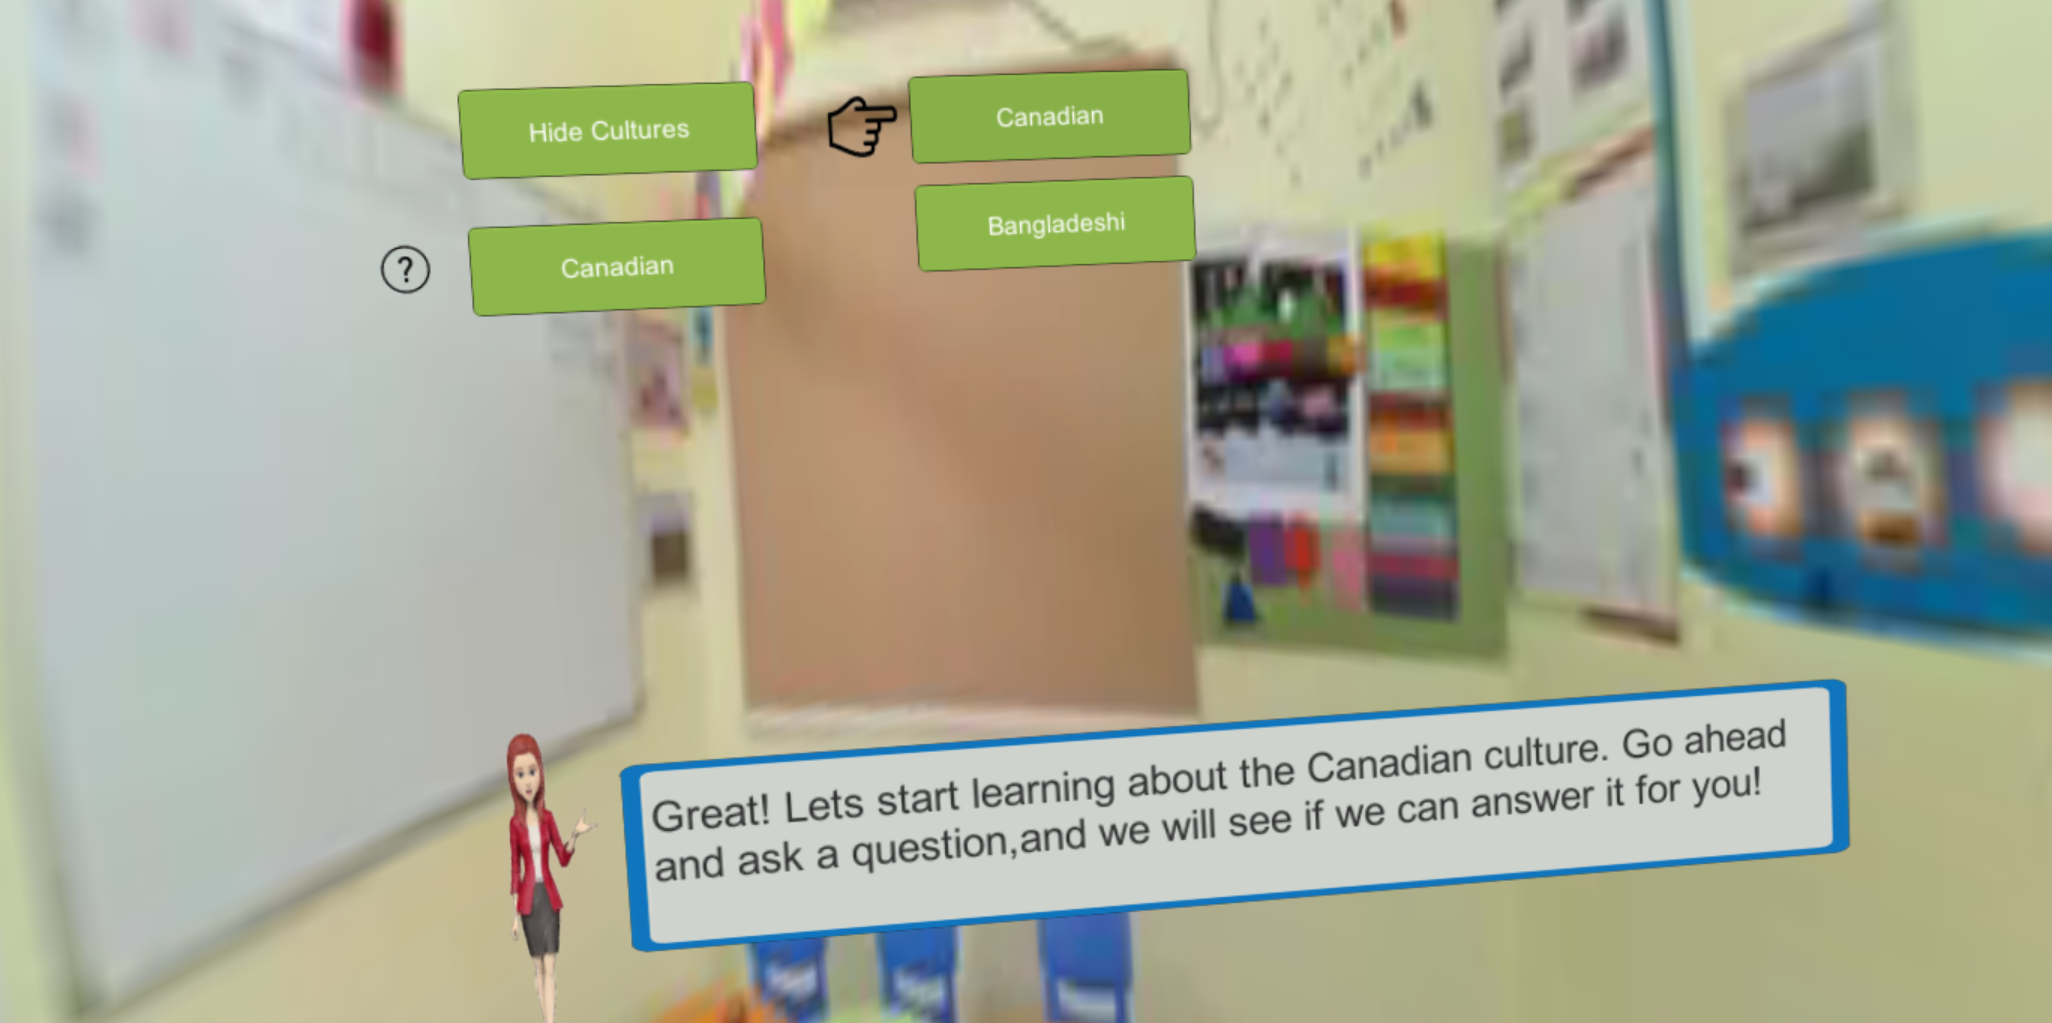 Hide Cultures
Canadian
?
Canadian
Bangladeshi
Great! Lets start learning about the Canadian culture. Go ahead
and ask a question,and we will see if we can answer it for you!